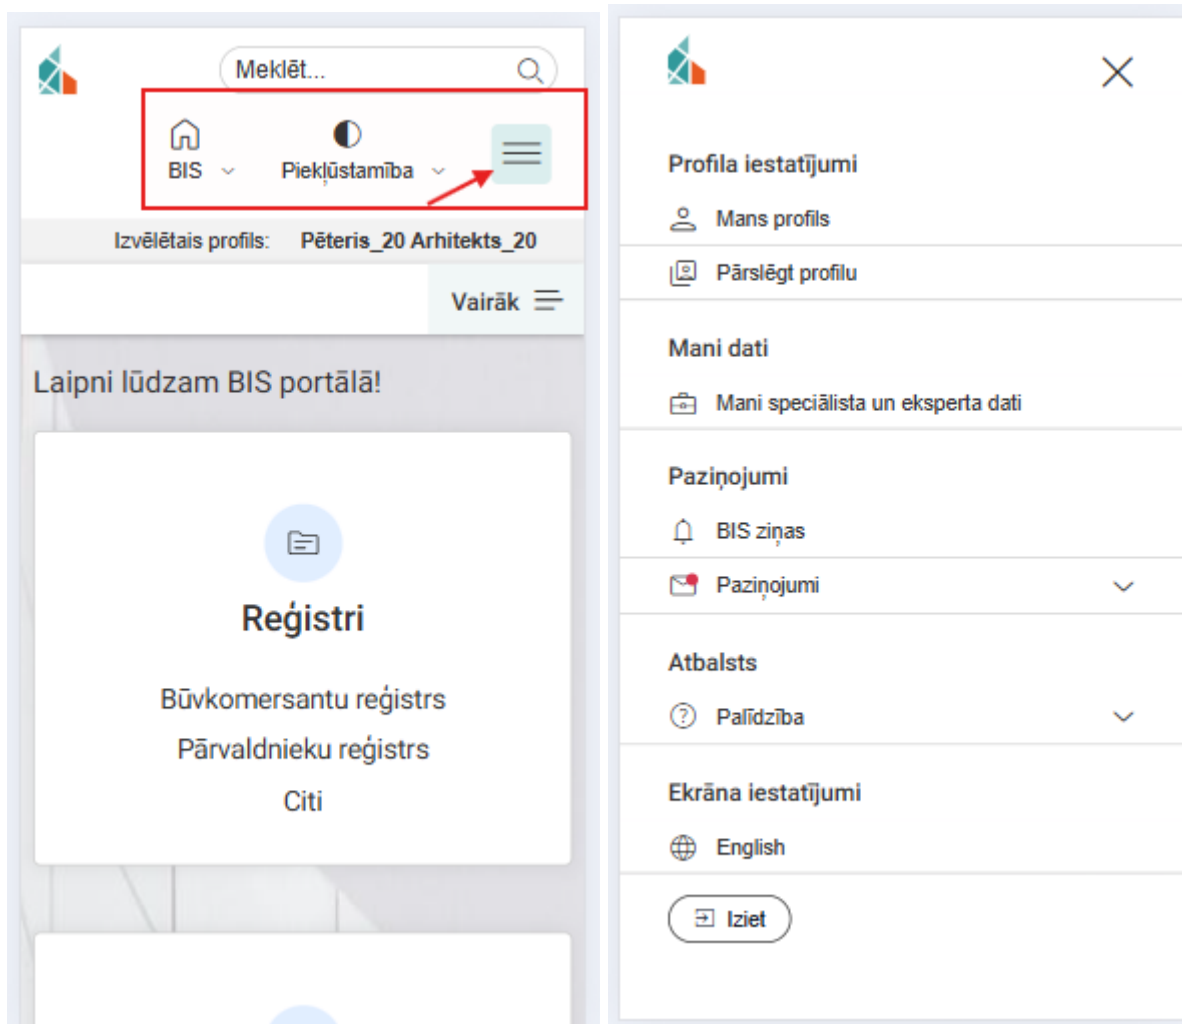 Meklēt...
BIS
Piekļūstamība
Izvēlētais profils: Pēteris_20 Arhitekts_20
Vairāk
Laipni lūdzam BIS portālā!
Reģistri
Būvkomersantu reģistrs
Pārvaldnieku reģistrs
Citi
Profila iestatījumi
Mans profils
Pārslēgt profilu
Mani dati
Mani speciālista un eksperta dati
Paziņojumi
BIS ziņas
Paziņojumi
Atbalsts
Palīdzība
Ekrāna iestatījumi
English
Iziet